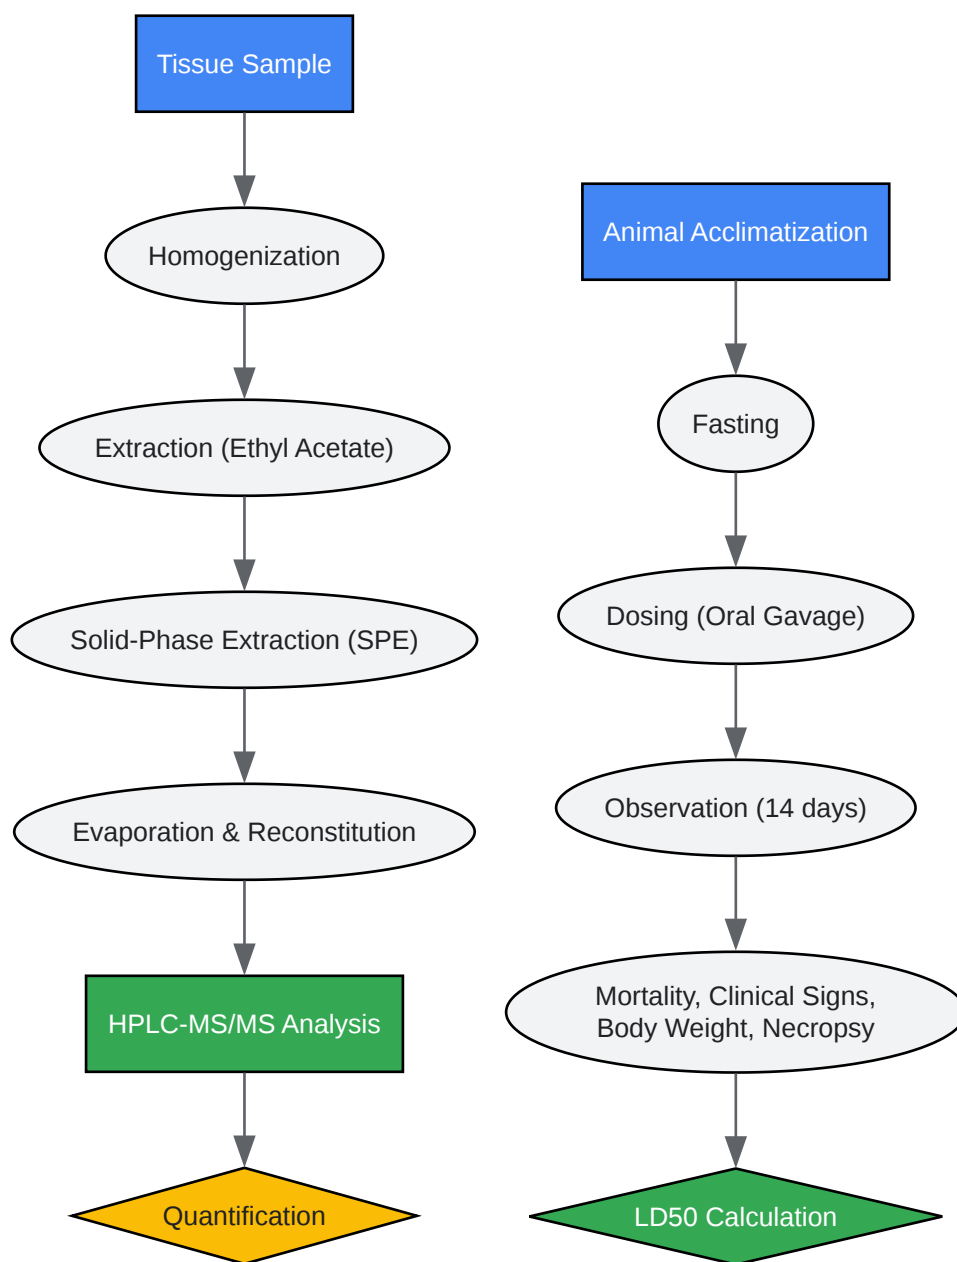 Tissue Sample
Homogenization
Extraction (Ethyl Acetate)
Solid-Phase Extraction (SPE)
Evaporation & Reconstitution
HPLC-MS/MS Analysis
Quantification
Animal Acclimatization
Fasting
Dosing (Oral Gavage)
Observation (14 days)
Mortality, Clinical Signs,
Body Weight, Necropsy
LD50 Calculation